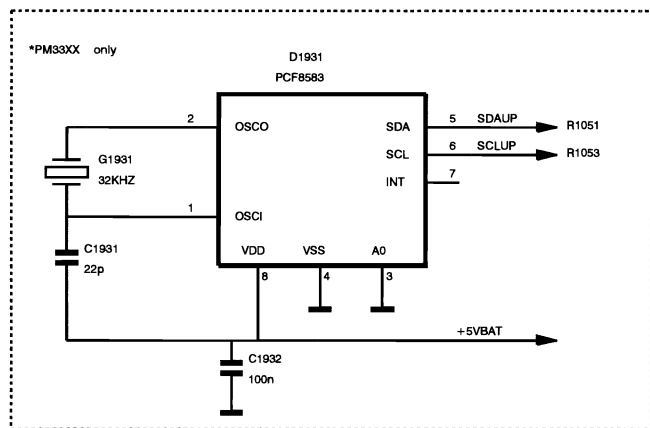 *PM33XX only
D1931
PCF8583
2 OSCO SDA 5 SDAUP R1051
SCL 6 SCLUP R1053
G1931
32KHZ
INT 7
1 OSCI
C1931
22p
VDD VSS A0
8 4 3
+5VBAT
C1932
100n